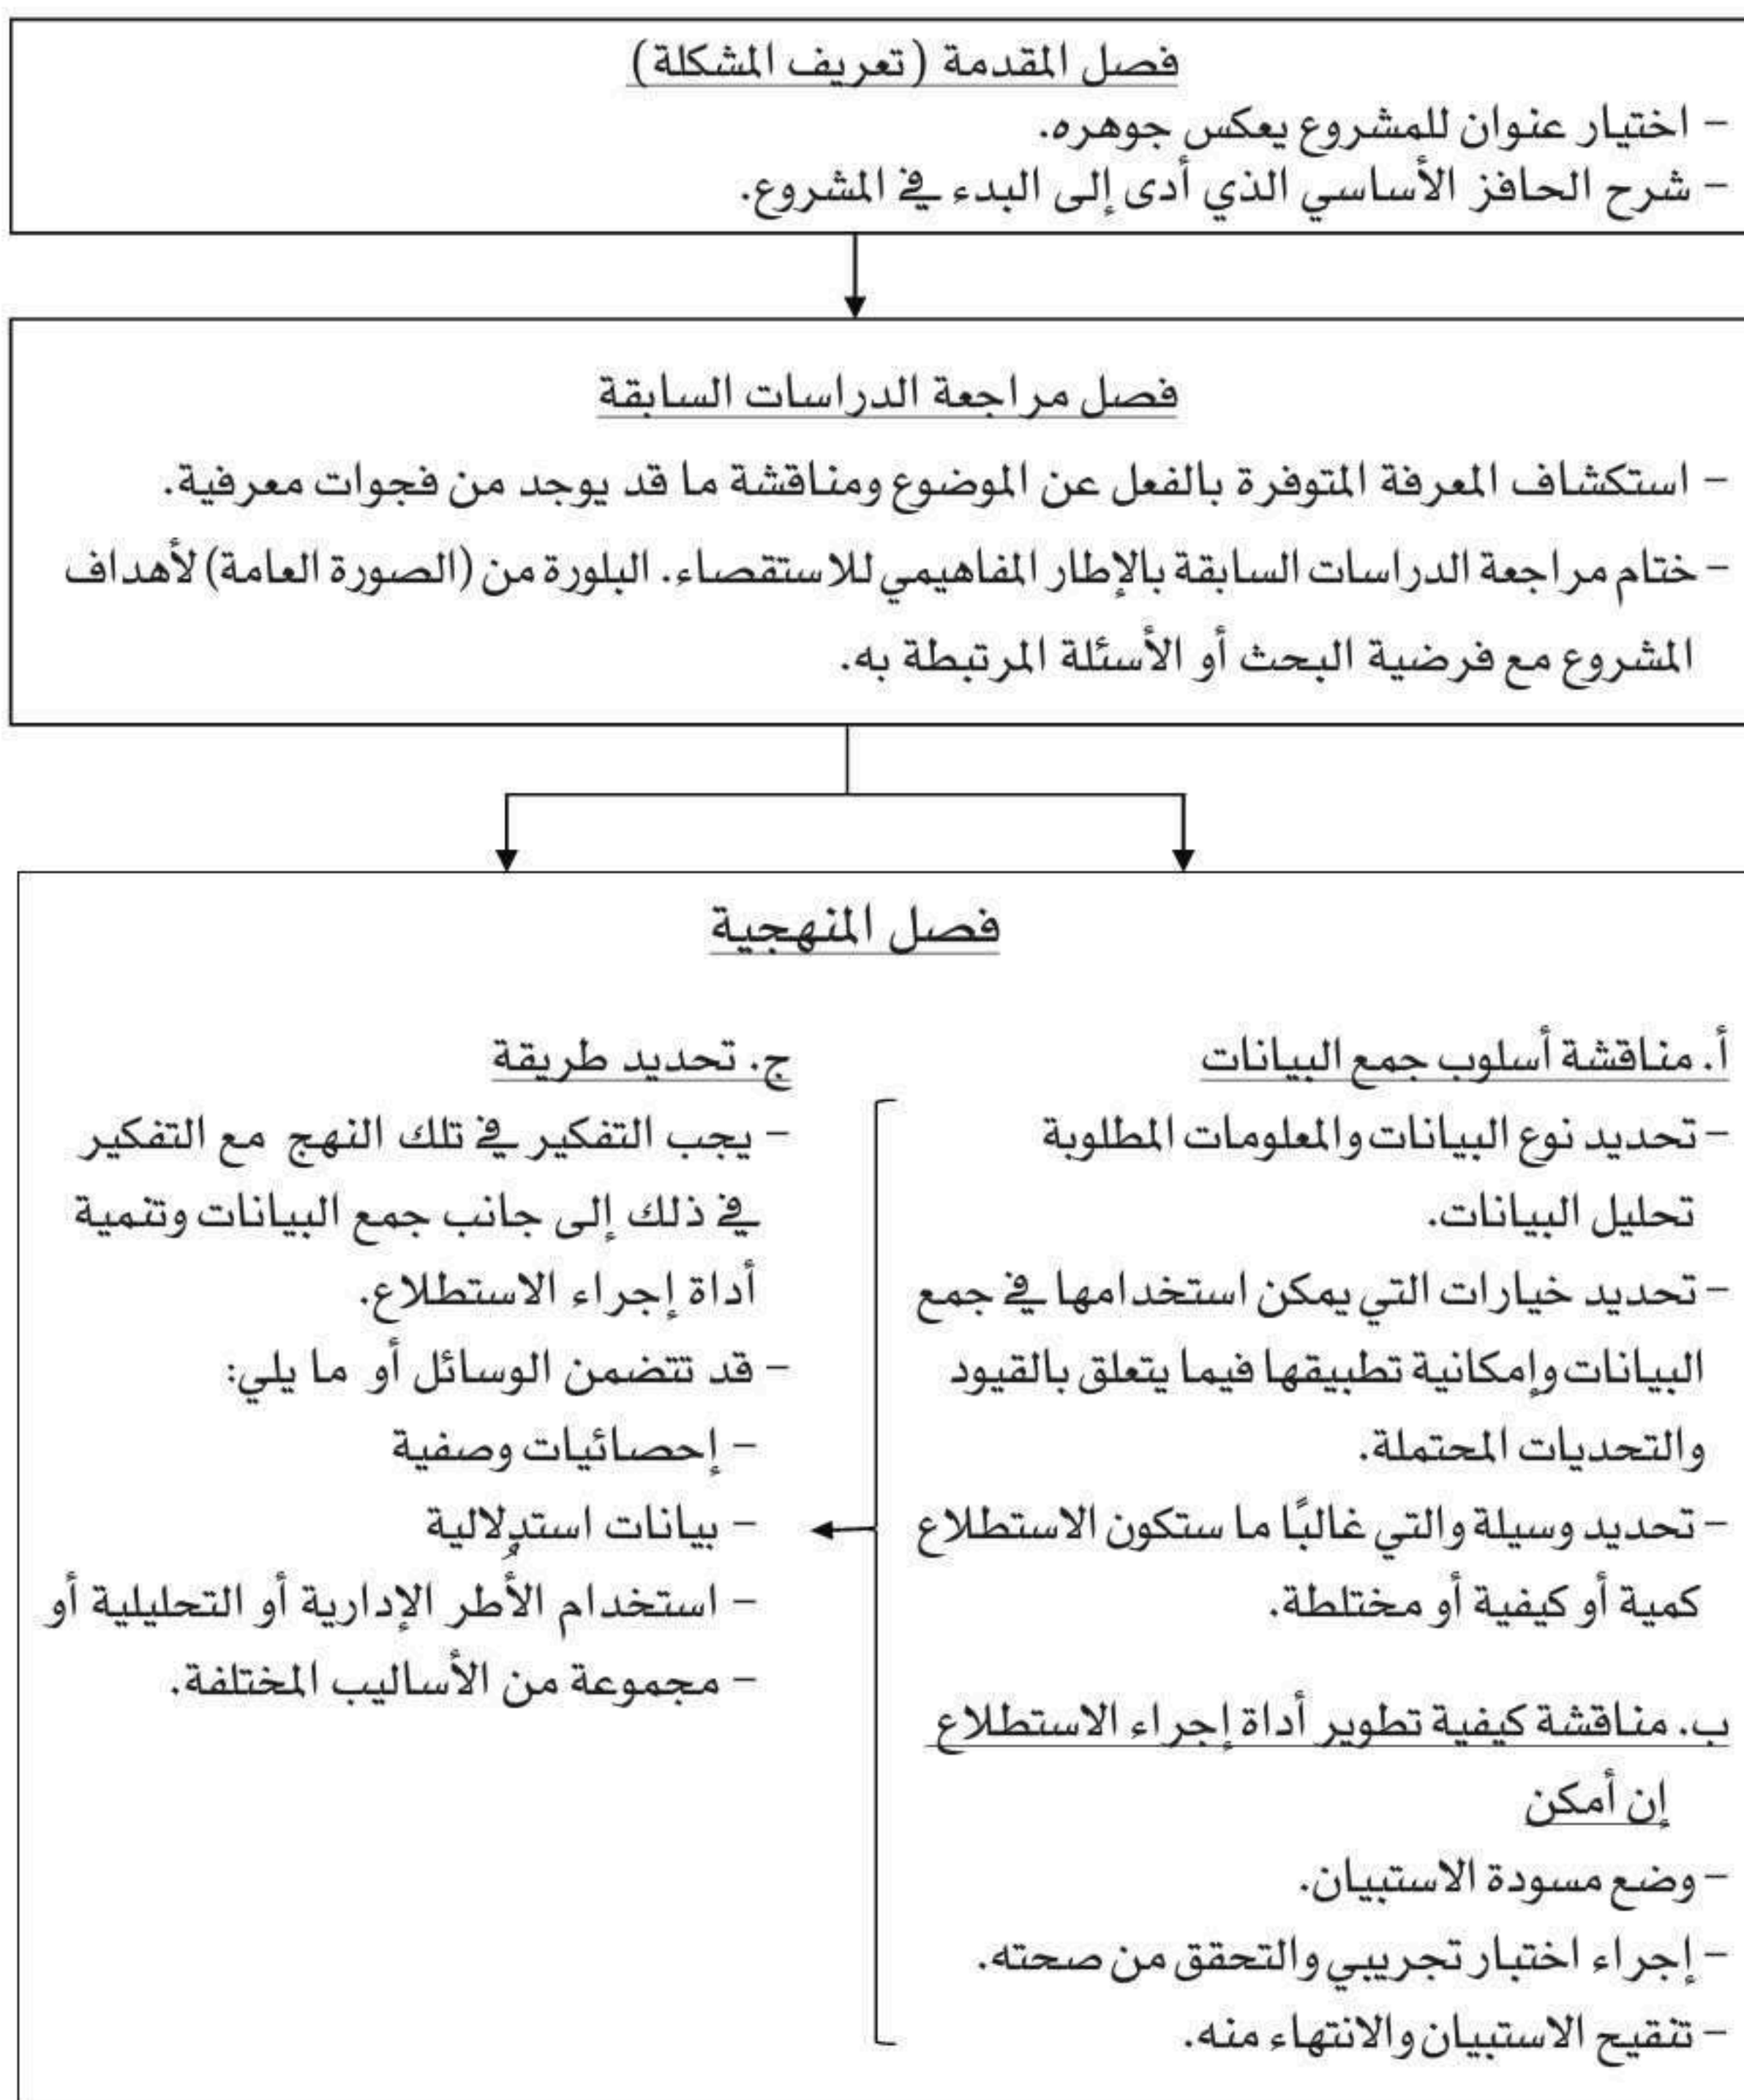 فصل المقدمة (تعريف المشكلة)
– اختيار عنوان للمشروع يعكس جوهره.
– شرح الحافز الأساسي الذي أدى إلى البدء في المشروع.
فصل مراجعة الدراسات السابقة
– استكشاف المعرفة المتوفرة بالفعل عن الموضوع ومناقشة ما قد يوجد من فجوات معرفية.
– ختام مراجعة الدراسات السابقة بالإطار المفاهيمي للاستقصاء. البلورة من (الصورة العامة) لأهداف
المشروع مع فرضية البحث أو الأسئلة المرتبطة به.
فصل المنهجية
أ. مناقشة أسلوب جمع البيانات
– تحديد نوع البيانات والمعلومات المطلوبة
تحليل البيانات.
– تحديد خيارات التي يمكن استخدامها في جمع
البيانات وإمكانية تطبيقها فيما يتعلق بالقيود
والتحديات المحتملة.
– تحديد وسيلة والتي غالبًا ما ستكون الاستطلاع
كمية أو كيفية أو مختلطة.
ب. مناقشة كيفية تطوير أداة إجراء الاستطلاع
إن أمكن
– وضع مسودة الاستبيان.
– إجراء اختبار تجريبي والتحقق من صحته.
– تنقيح الاستبيان والانتهاء منه.
ج. تحديد طريقة
– يجب التفكير في تلك النهج مع التفكير
في ذلك إلى جانب جمع البيانات وتنمية
أداة إجراء الاستطلاع.
– قد تتضمن الوسائل أو ما يلي:
– إحصائيات وصفية
– بيانات استدلالية
– استخدام الأُطر الإدارية أو التحليلية أو
– مجموعة من الأساليب المختلفة.